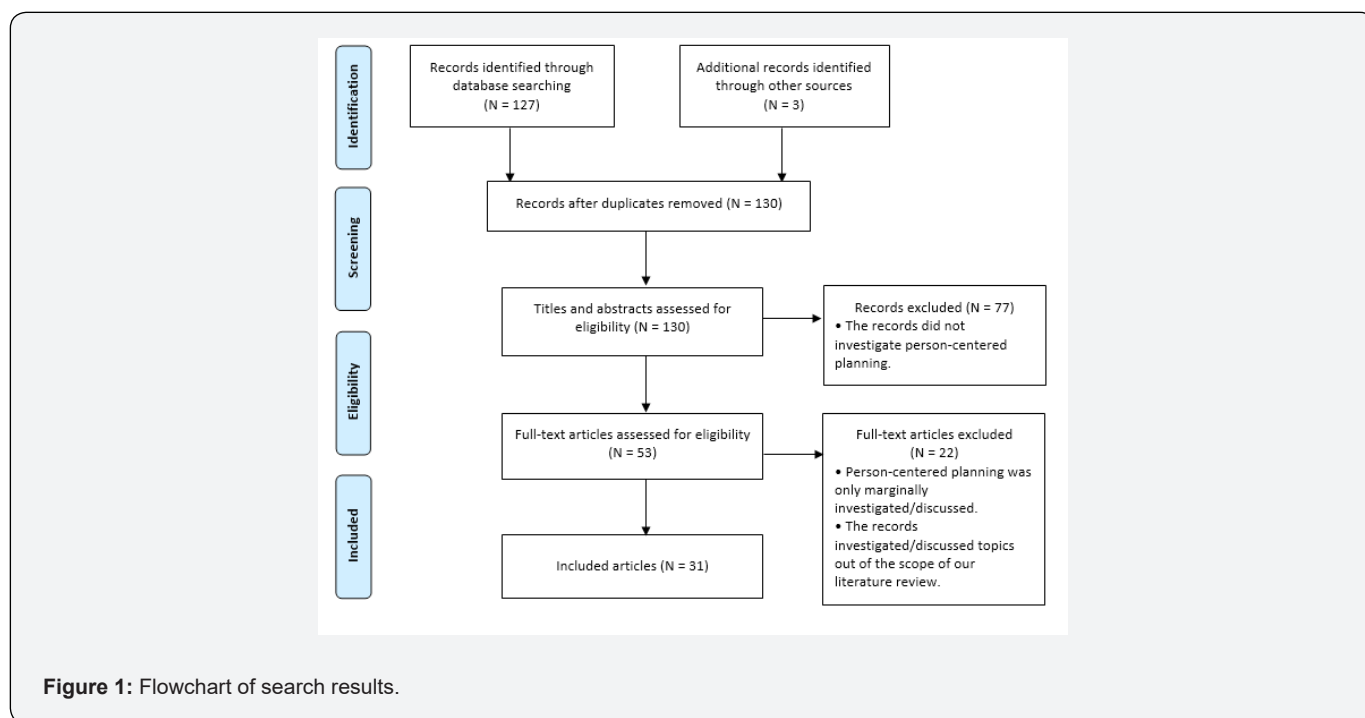 Identification
Records identified through
database searching
(N = 127)
Additional records identified
through other sources
(N = 3)
Screening
Records after duplicates removed (N = 130)
Titles and abstracts assessed for
eligibility (N = 130)
Records excluded (N = 77)
• The records did not
investigate person-centered
planning.
Eligibility
Full-text articles assessed for eligibility
(N = 53)
Full-text articles excluded
(N = 22)
• Person-centered planning was
only marginally
investigated/discussed.
• The records
investigated/discussed topics
out of the scope of our
literature review.
Included
Included articles (N = 31)
Figure 1: Flowchart of search results.